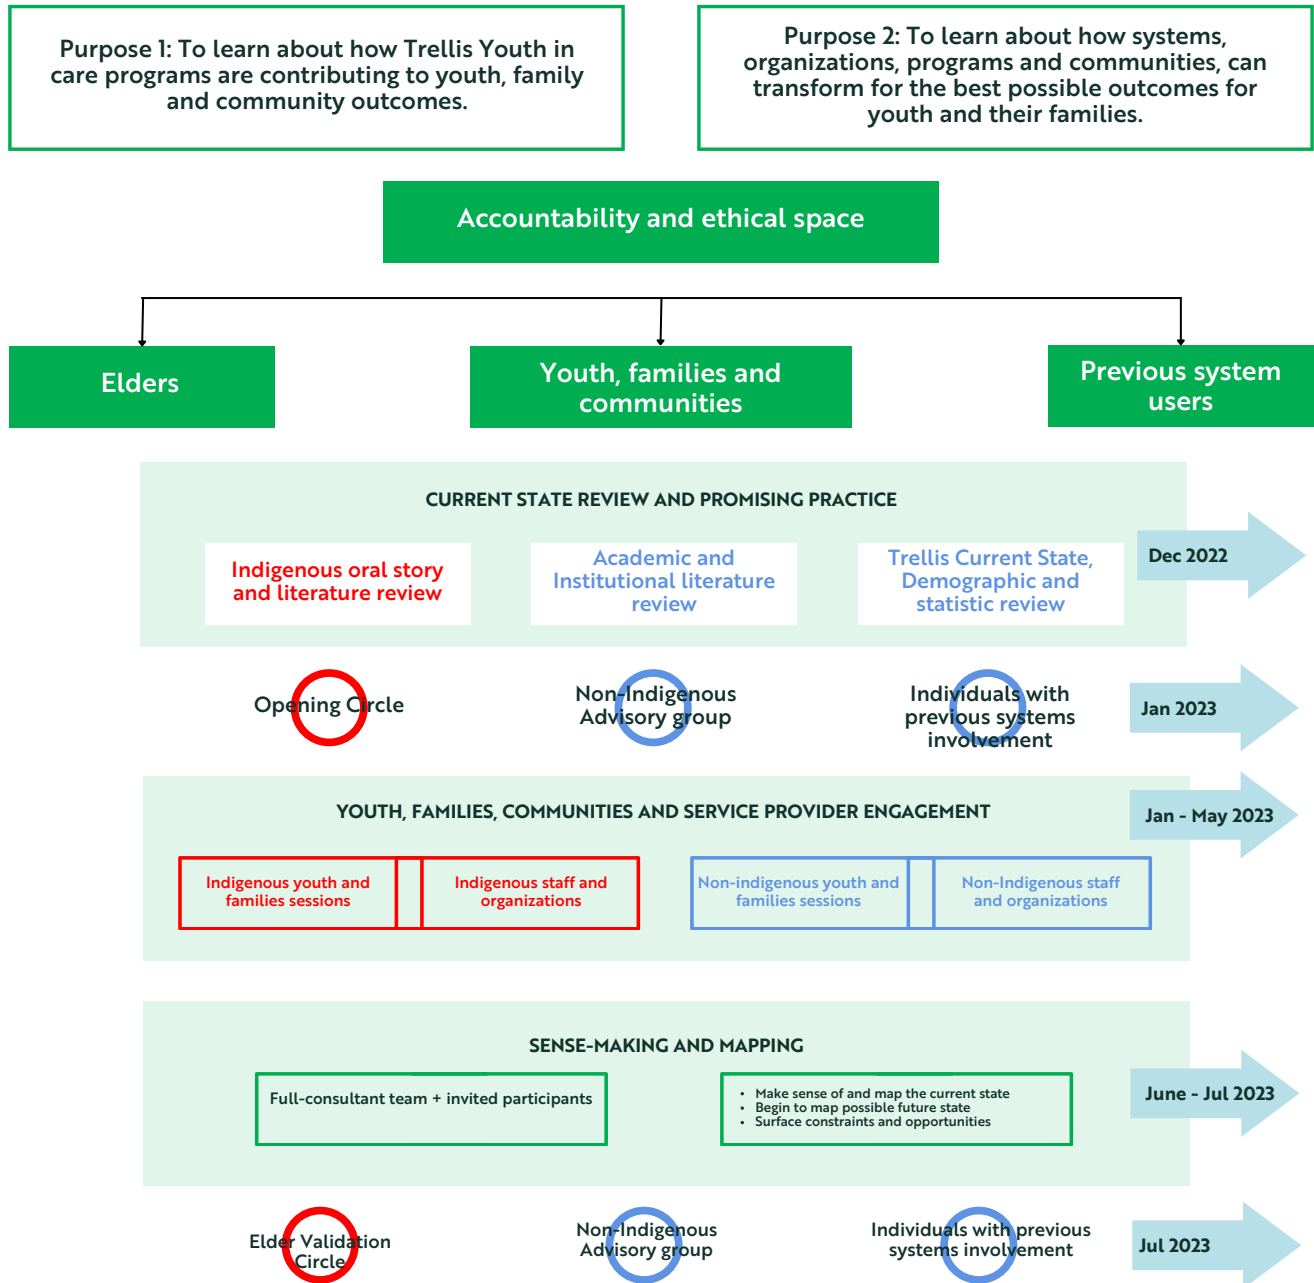 Purpose 1: To learn about how Trellis Youth in
care programs are contributing to youth, family
and community outcomes.
Purpose 2: To learn about how systems,
organizations, programs and communities, can
transform for the best possible outcomes for
youth and their families.
Accountability and ethical space
Elders
Youth, families and
communities
Previous system
users
CURRENT STATE REVIEW AND PROMISING PRACTICE
Indigenous oral story
and literature review
Academic and
Institutional literature
review
Trellis Current State,
Demographic and
statistic review
Dec 2022
Opening Circle
Non-Indigenous
Advisory group
Individuals with
previous systems
involvement
Jan 2023
YOUTH, FAMILIES, COMMUNITIES AND SERVICE PROVIDER ENGAGEMENT
Jan - May 2023
Indigenous youth and
families sessions
Indigenous staff and
organizations
Non-indigenous youth and
families sessions
Non-Indigenous staff
and organizations
SENSE-MAKING AND MAPPING
Full-consultant team + invited participants
• Make sense of and map the current state
• Begin to map possible future state
• Surface constraints and opportunities
June - Jul 2023
Elder Validation
Circle
Non-Indigenous
Advisory group
Individuals with previous
systems involvement
Jul 2023